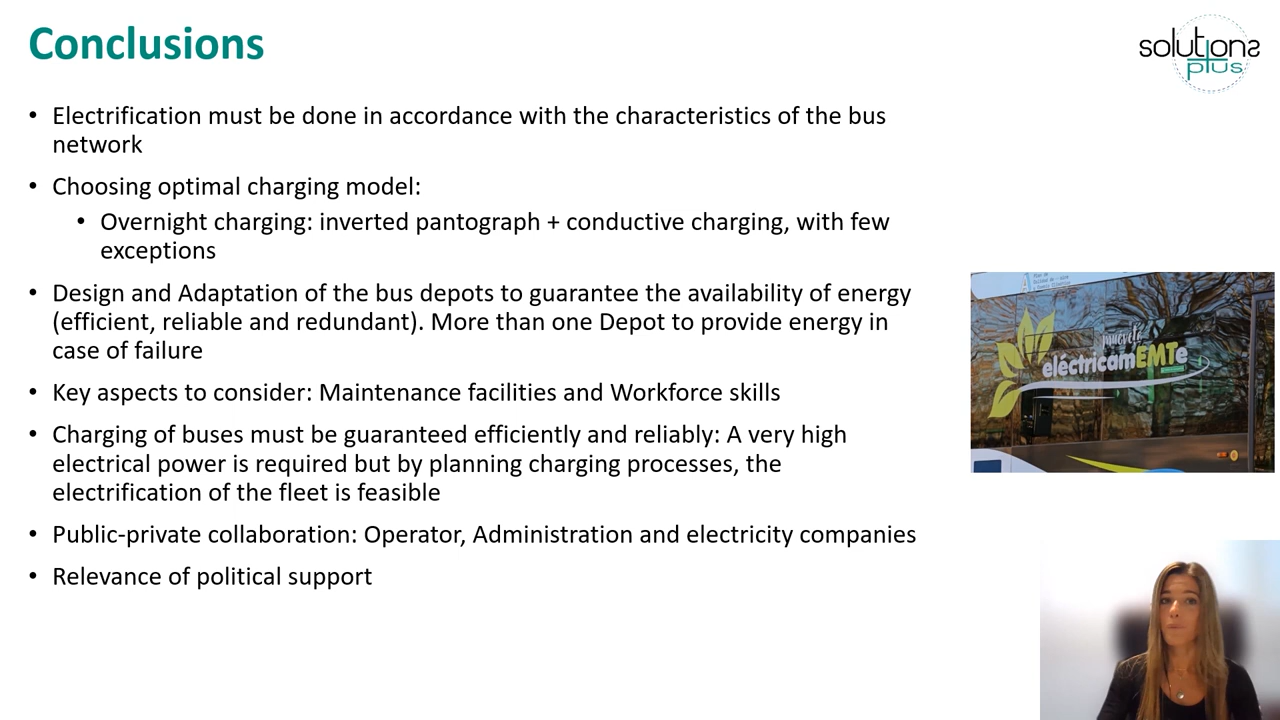 Conclusions
solutions
plus
• Electrification must be done in accordance with the characteristics of the bus
network
• Choosing optimal charging model:
• Overnight charging: inverted pantograph + conductive charging, with few
exceptions
• Design and Adaptation of the bus depots to guarantee the availability of energy
(efficient, reliable and redundant). More than one Depot to provide energy in
case of failure
• Key aspects to consider: Maintenance facilities and Workforce skills
• Charging of buses must be guaranteed efficiently and reliably: A very high
electrical power is required but by planning charging processes, the
electrification of the fleet is feasible
• Public-private collaboration: Operator, Administration and electricity companies
• Relevance of political support
muévete
eléctricamEMTe